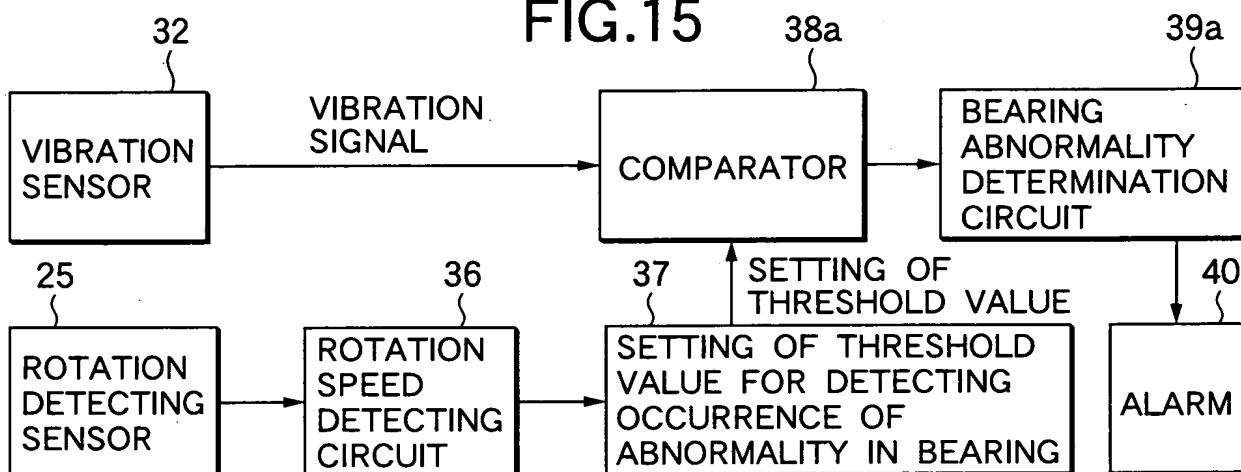 FIG.15
32
38a
39a
VIBRATION
SENSOR
VIBRATION
SIGNAL
COMPARATOR
BEARING
ABNORMALITY
DETERMINATION
CIRCUIT
25
36
37
SETTING OF
THRESHOLD VALUE
40
ROTATION
DETECTING
SENSOR
ROTATION
SPEED
DETECTING
CIRCUIT
SETTING OF THRESHOLD
VALUE FOR DETECTING
OCCURRENCE OF
ABNORMALITY IN BEARING
ALARM